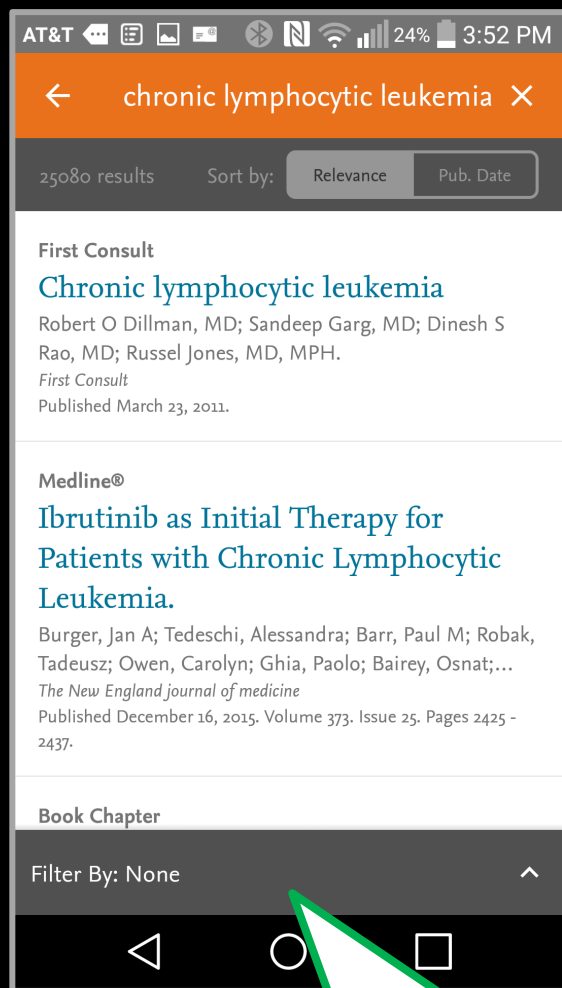 AT&T 24% 3:52 PM
chronic lymphocytic leukemia
25080 results Sort by: Relevance Pub. Date
First Consult
Chronic lymphocytic leukemia
Robert O Dillman, MD; Sandeep Garg, MD; Dinesh S
Rao, MD; Russel Jones, MD, MPH.
First Consult
Published March 23, 2011.
Medline®
Ibrutinib as Initial Therapy for
Patients with Chronic Lymphocytic
Leukemia.
Burger, Jan A; Tedeschi, Alessandra; Barr, Paul M; Robak,
Tadeusz; Owen, Carolyn; Ghia, Paolo; Bairey, Osnat;...
The New England journal of medicine
Published December 16, 2015. Volume 373. Issue 25. Pages 2425 -
2437.
Book Chapter
Filter By: None